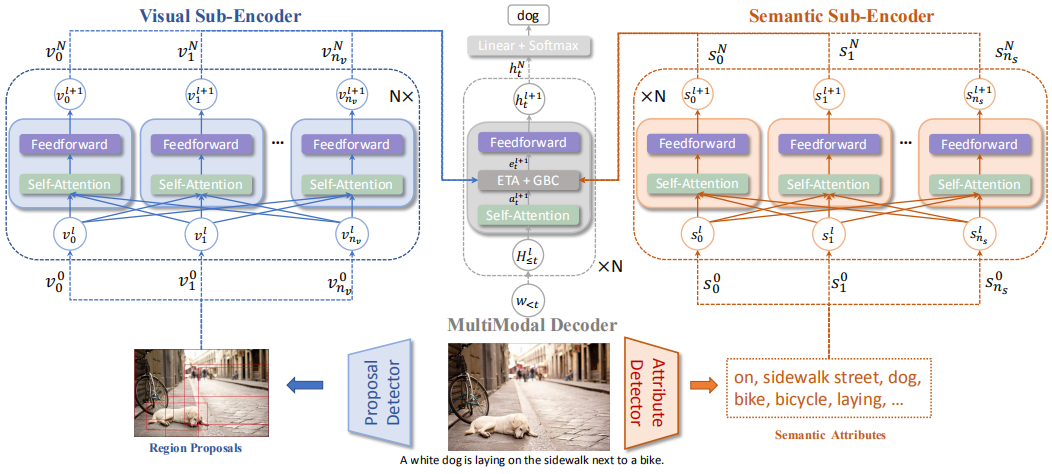 Visual Sub-Encoder
dog
Semantic Sub-Encoder
Linear + Softmax
v_0^N v_1^N v_{n_v}^N
h_t^N
s_0^N s_1^N s_{n_s}^N
v_0^{l+1} v_1^{l+1} v_{n_v}^{l+1} N×
h_t^{l+1}
×N s_0^{l+1} s_1^{l+1} s_{n_s}^{l+1}
Feedforward Feedforward ... Feedforward
Feedforward
Feedforward Feedforward ... Feedforward
e_t^{l+1}
Self-Attention Self-Attention Self-Attention
ETA + GBC
Self-Attention Self-Attention Self-Attention
a_t^{l+1}
Self-Attention
v_0^l v_1^l v_{n_v}^l
H_{≤t}^l
s_0^l s_1^l s_{n_s}^l
×N
v_0^0 v_1^0 v_{n_v}^0
w_{<t}
s_0^0 s_1^0 s_{n_s}^0
MultiModal Decoder
Proposal
Detector
Attribute
Detector
on, sidewalk street, dog,
bike, bicycle, laying, ...
Region Proposals
Semantic Attributes
A white dog is laying on the sidewalk next to a bike.